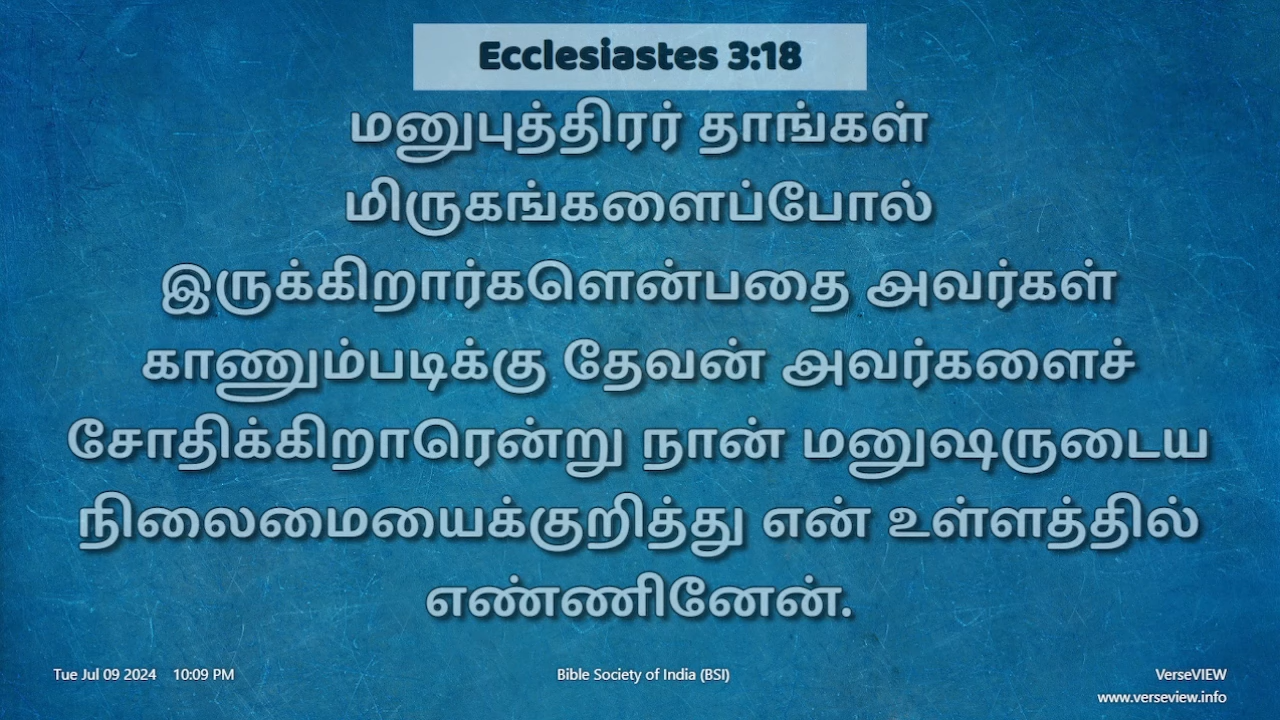 Ecclesiastes 3:18
மனுபுத்திரர் தாங்கள்
மிருகங்களைப்போல்
இருக்கிறார்களென்பதை அவர்கள்
காணும்படிக்கு தேவன் அவர்களைச்
சோதிக்கிறாரென்று நான் மனுஷருடைய
நிலைமையைக்குறித்து என் உள்ளத்தில்
எண்ணினேன்.
Tue Jul 09 2024 10:09 PM
Bible Society of India (BSI)
VerseVIEW
www.verseview.info